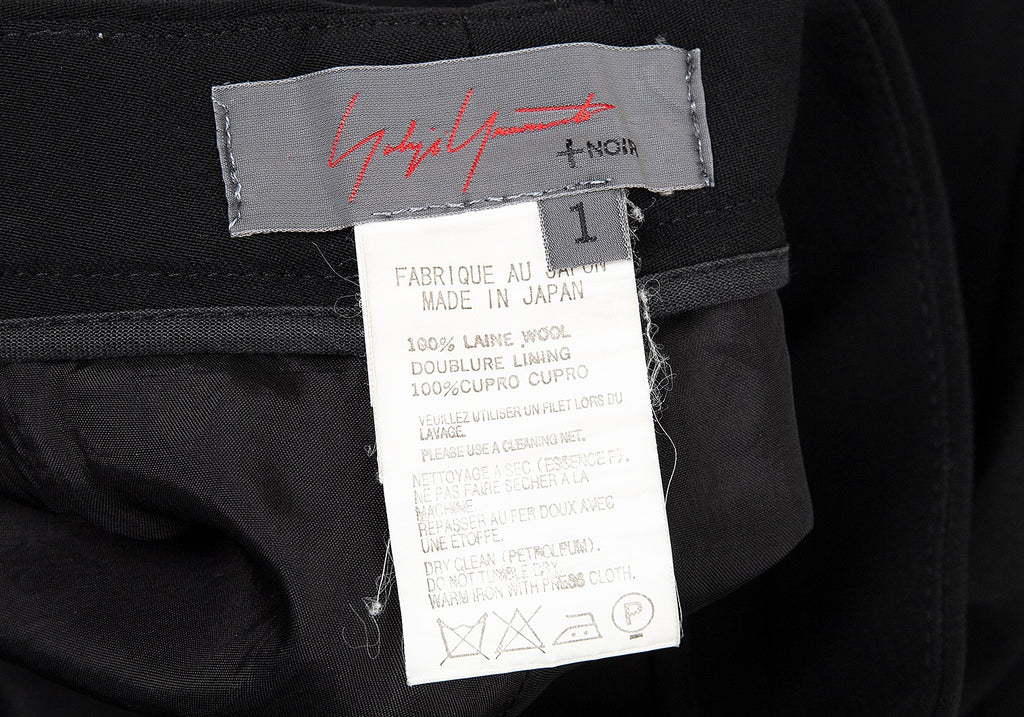 Yohji Yamamoto
+NOIR
1
FABRIQUE AU JAPON
MADE IN JAPAN
100% LAINE WOOL
DOUBLURE LINING
100%CUPRO CUPRO
VEUILLEZ UTILISER UN FILET LORS DU
LAVAGE.
PLEASE USE A CLEANING NET.
NETTOYAGE A SEC (ESSENCE P).
NE PAS FAIRE SECHER A LA
MACHINE.
REPASSER AU FER DOUX AVEC
UNE ETOFFE.
DRY CLEAN (PETROLEUM).
DO NOT TUMBLE DRY.
WARM IRON WITH PRESS CLOTH.
P